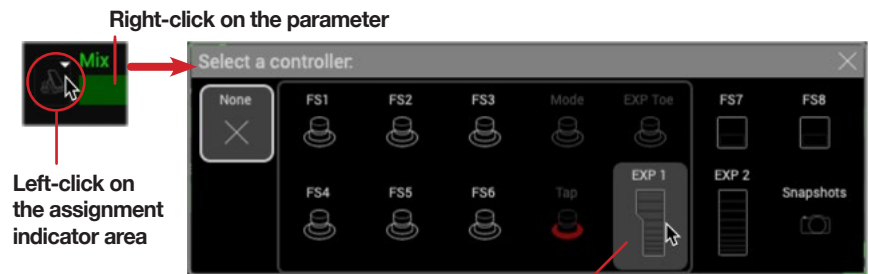 Right-click on the parameter
Mix
Select a controller:
None FS1 FS2 FS3 Mode EXP Toe FS7 FS8
Left-click on
the assignment
indicator area
FS4 FS5 FS6 Tap EXP 1 EXP 2 Snapshots